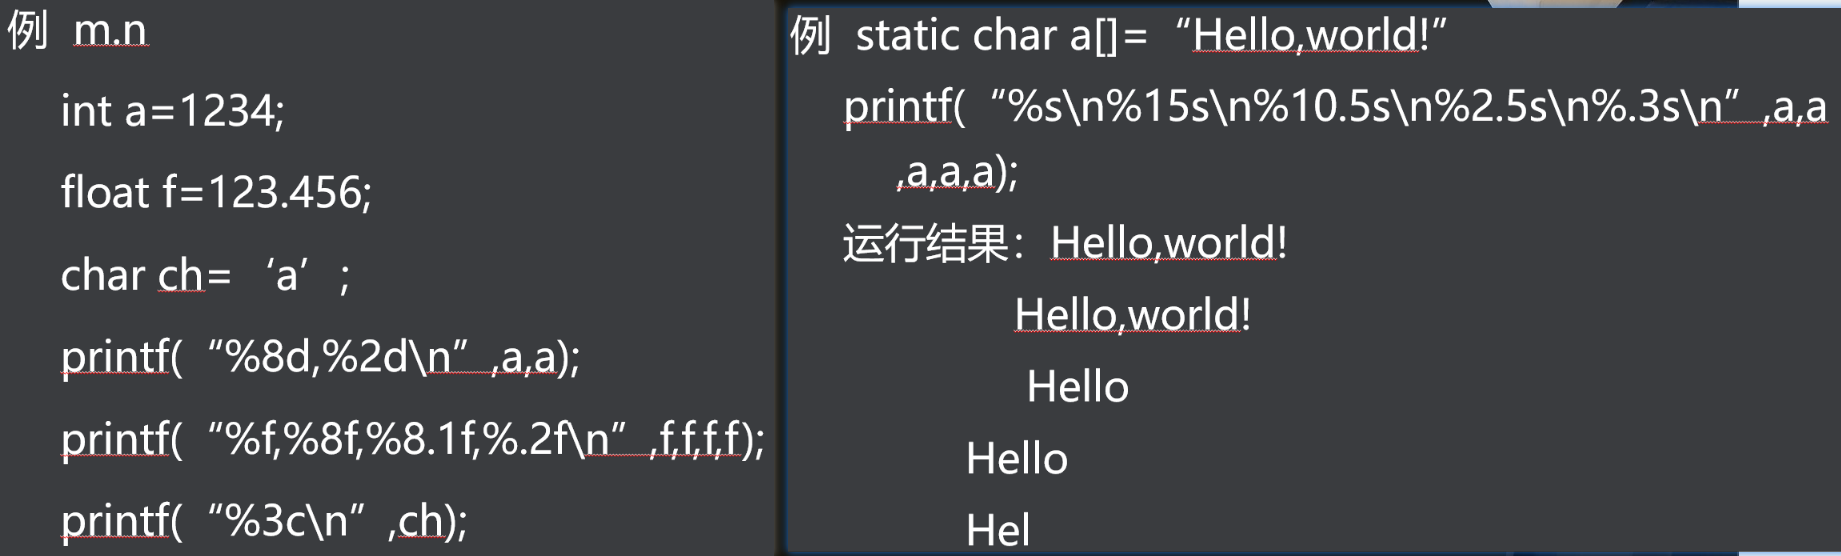 例 m.n
int a=1234;
float f=123.456;
char ch= ‘a’ ;
printf( “%8d,%2d\n” ,a,a);
printf( “%f,%8f,%8.1f,%.2f\n” ,f,f,f,f);
printf( “%3c\n” ,ch);
例 static char a[]= “Hello,world!”
printf( “%s\n%15s\n%10.5s\n%2.5s\n%.3s\n” ,a,a
,a,a,a);
运行结果：Hello,world!
Hello,world!
Hello
Hello
Hel